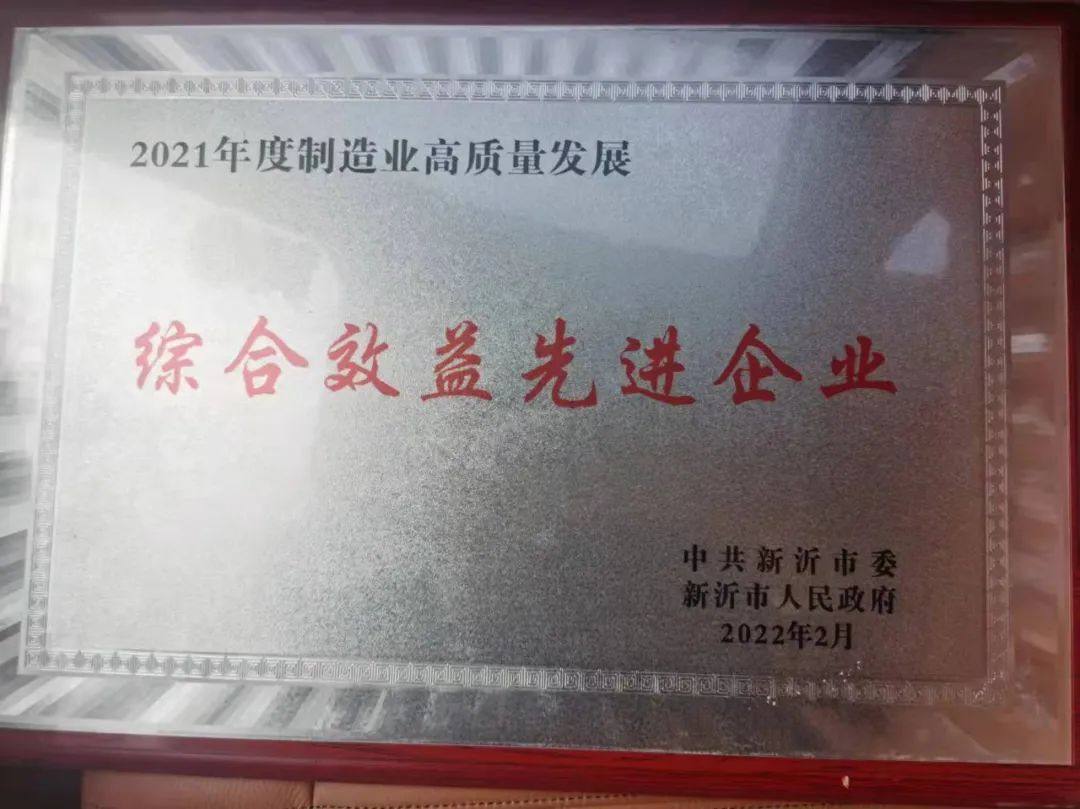 2021年度制造业高质量发展
综合效益先进企业
中共新沂市委
新沂市人民政府
2022年2月